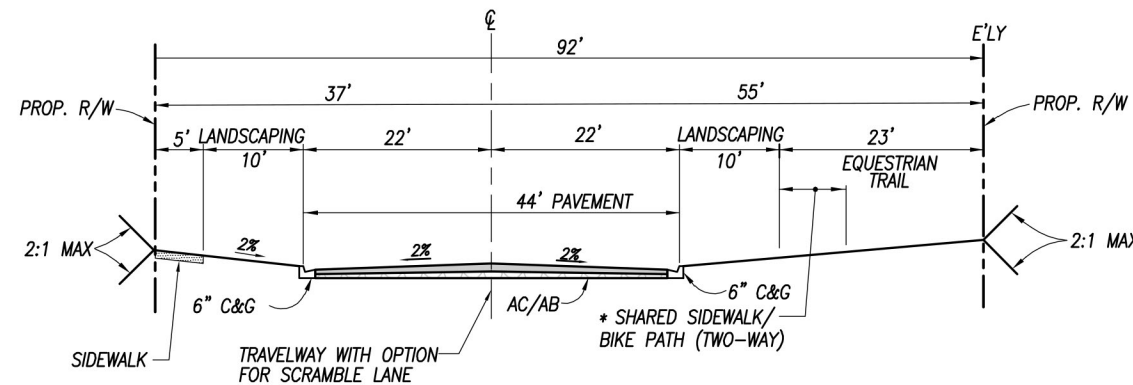 ℄
E'LY
92'
37'
55'
PROP. R/W
PROP. R/W
5'
LANDSCAPING
10'
22'
22'
LANDSCAPING
10'
23'
EQUESTRIAN
TRAIL
44' PAVEMENT
2:1 MAX
2%
2%
2%
2:1 MAX
6" C&G
AC/AB
6" C&G
* SHARED SIDEWALK/
BIKE PATH (TWO-WAY)
SIDEWALK
TRAVELWAY WITH OPTION
FOR SCRAMBLE LANE